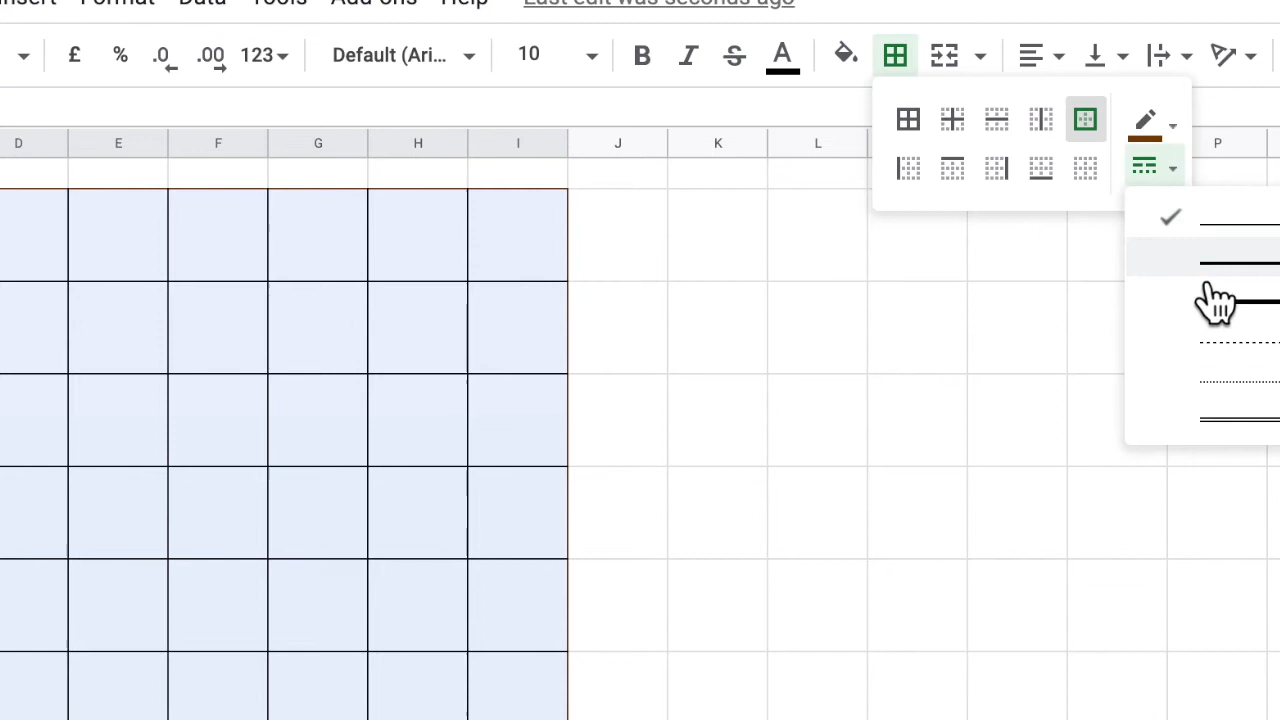 Insert Format Data Tools Add-ons Help Last edit was seconds ago
£ % .0 .00 123 Default (Ari... 10 B I S A
D E F G H I J K L P